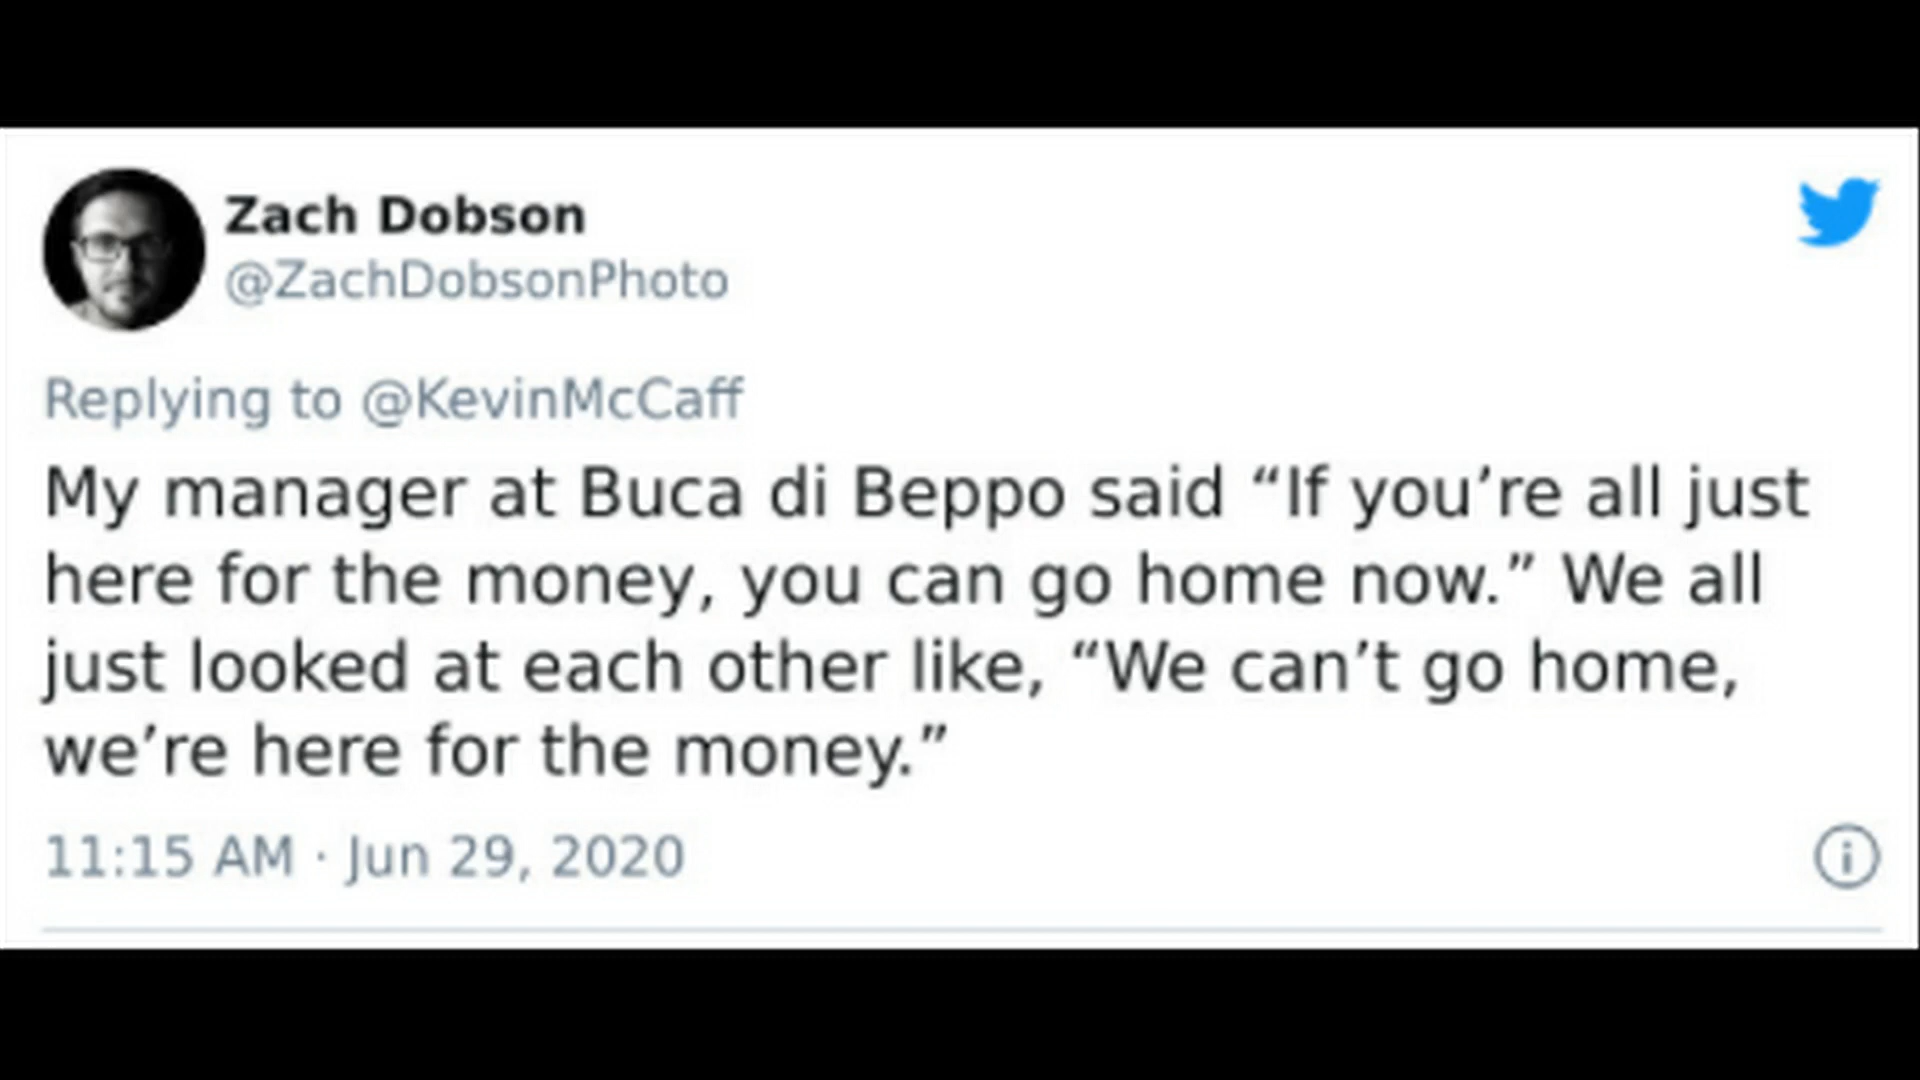 Zach Dobson
@ZachDobsonPhoto
Replying to @KevinMcCaff
My manager at Buca di Beppo said “If you’re all just
here for the money, you can go home now.” We all
just looked at each other like, “We can’t go home,
we’re here for the money.”
11:15 AM · Jun 29, 2020